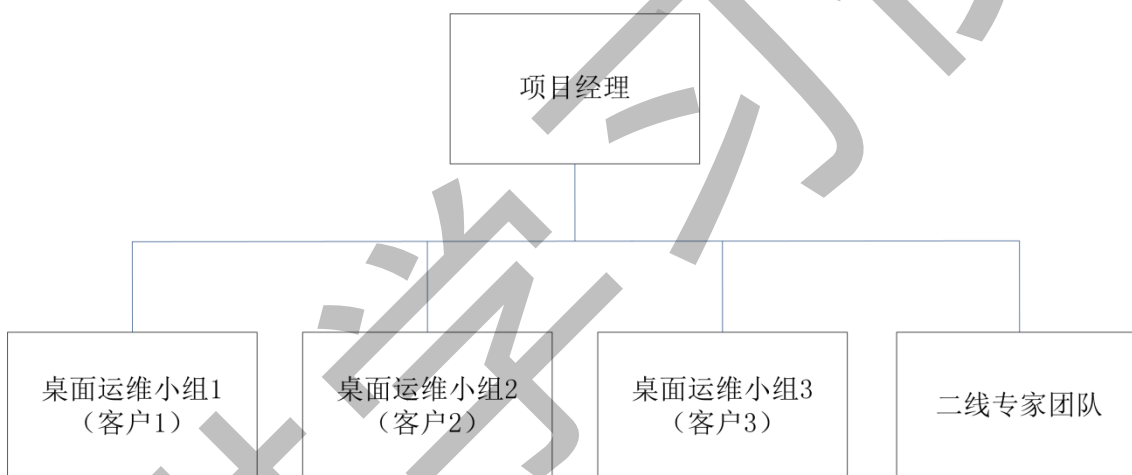 项目经理
桌面运维小组1
（客户1）
桌面运维小组2
（客户2）
桌面运维小组3
（客户3）
二线专家团队
学习